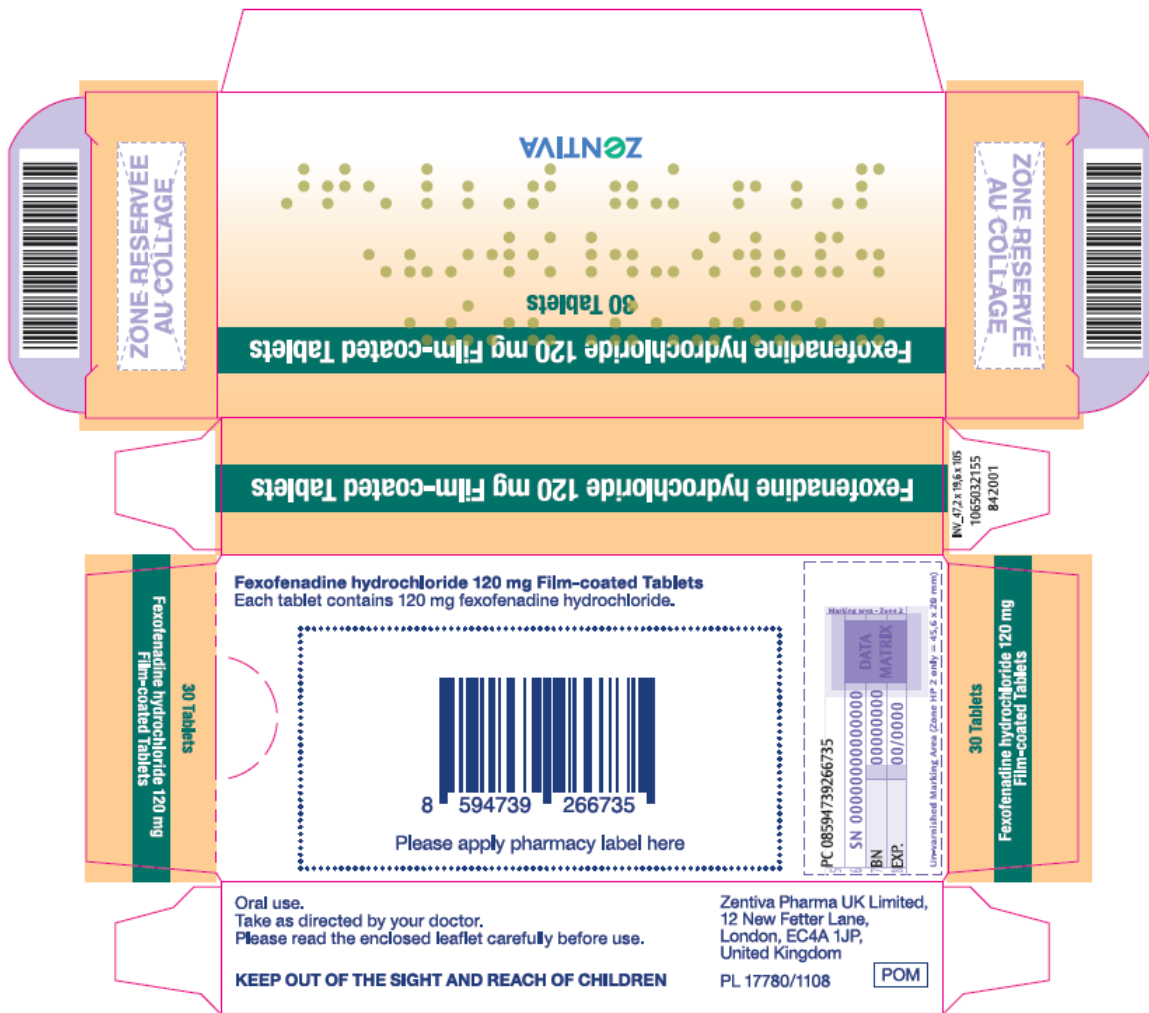 ZENTIVA
30 Tablets
Fexofenadine hydrochloride 120 mg Film-coated Tablets
ZONE RESERVÉE
AU COLLAGE
ZONE RESERVÉE
AU COLLAGE
Fexofenadine hydrochloride 120 mg Film-coated Tablets
INV_47,2 x 19,6 x 105
1065032155
842001
Fexofenadine hydrochloride 120 mg
Film-coated Tablets
30 Tablets
Fexofenadine hydrochloride 120 mg Film-coated Tablets
Each tablet contains 120 mg fexofenadine hydrochloride.
8 594739 266735
Please apply pharmacy label here
PC 08594739266735
SN 00000000000000
BN 00000000
EXP. 00/0000
DATA
MATRIX
Marking area - Zone 2
Unvarnished Marking Area (Zone HP 2 only = 45,6 x 20 mm)
30 Tablets
Fexofenadine hydrochloride 120 mg
Film-coated Tablets
Oral use.
Take as directed by your doctor.
Please read the enclosed leaflet carefully before use.
KEEP OUT OF THE SIGHT AND REACH OF CHILDREN
Zentiva Pharma UK Limited,
12 New Fetter Lane,
London, EC4A 1JP,
United Kingdom
PL 17780/1108
POM